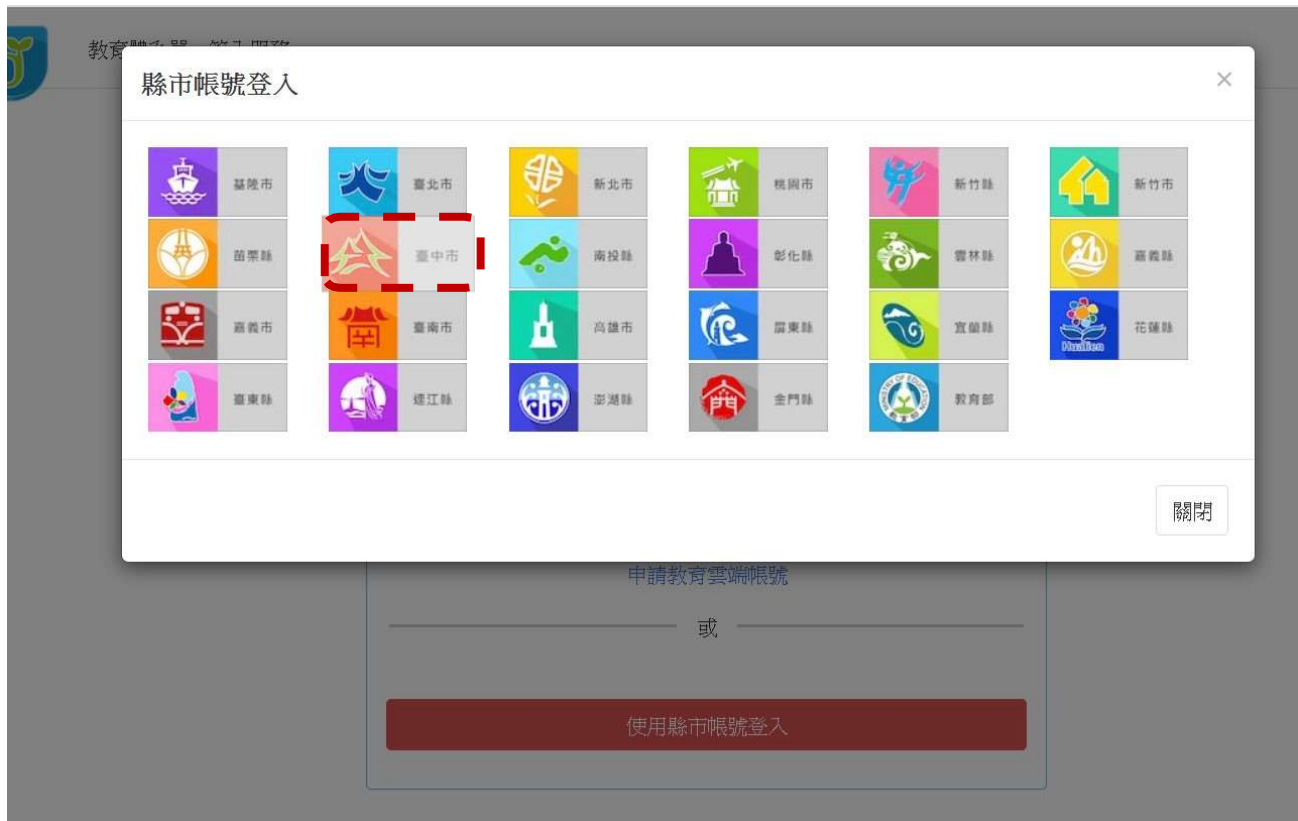 縣市帳號登入
×
基隆市 臺北市 新北市 桃園市 新竹縣 新竹市
苗栗縣 臺中市 南投縣 彰化縣 雲林縣 嘉義縣
嘉義市 臺南市 高雄市 屏東縣 宜蘭縣 花蓮縣
Hualien
臺東縣 連江縣 澎湖縣 金門縣 教育部
關閉
申請教育雲端帳號
或
使用縣市帳號登入